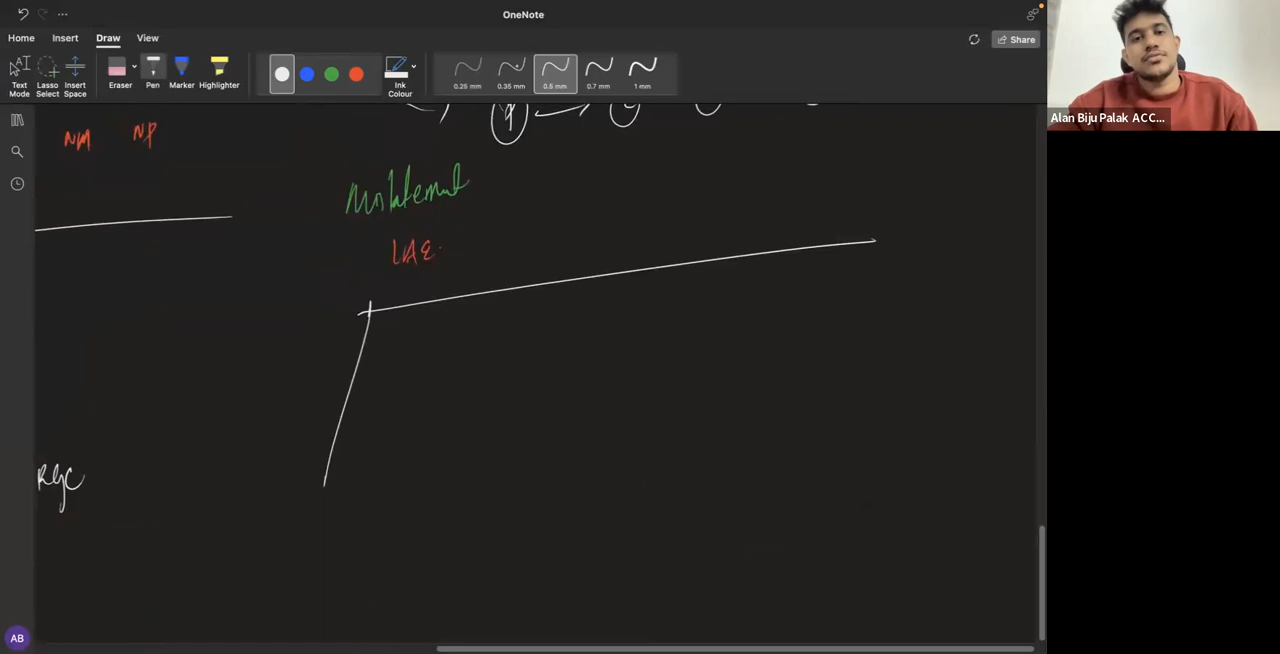 OneNote
Home Insert Draw View
Share
Text Mode
Lasso Select
Insert Space
Eraser
Pen
Marker
Highlighter
Ink Colour
0.25 mm
0.35 mm
0.5 mm
0.7 mm
1 mm
Alan Biju Palak ACC...
NM NP
RGC
AB